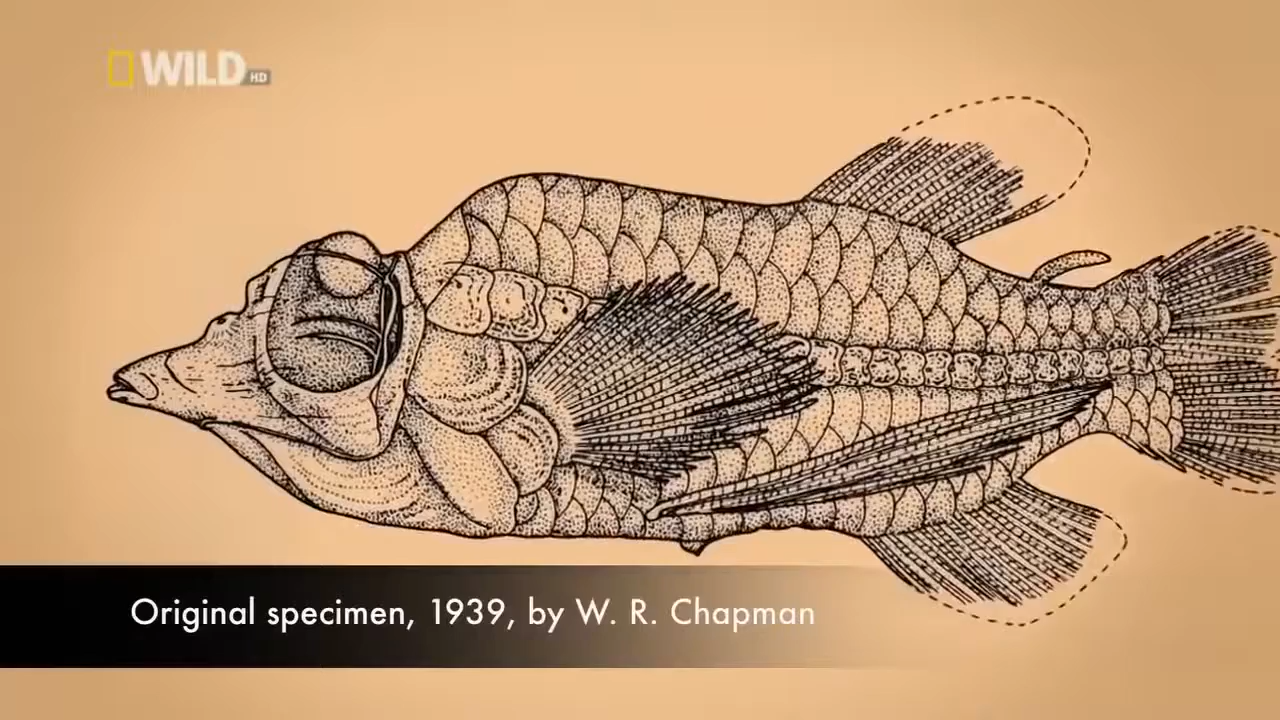 WILD HD
Original specimen, 1939, by W. R. Chapman